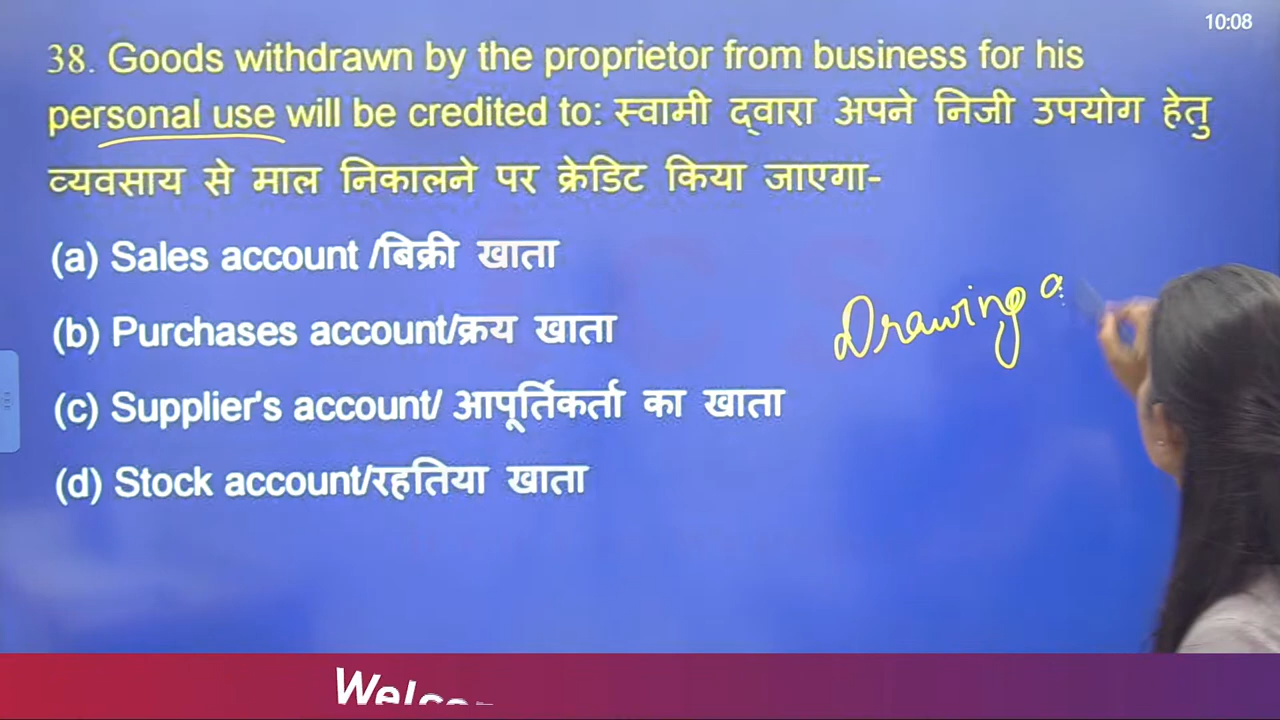 10:08
38. Goods withdrawn by the proprietor from business for his
personal use will be credited to: स्वामी द्वारा अपने निजी उपयोग हेतु
व्यवसाय से माल निकालने पर क्रेडिट किया जाएगा-
(a) Sales account /बिक्री खाता
(b) Purchases account/क्रय खाता
Drawing a
(c) Supplier's account/ आपूर्तिकर्ता का खाता
(d) Stock account/रहतिया खाता